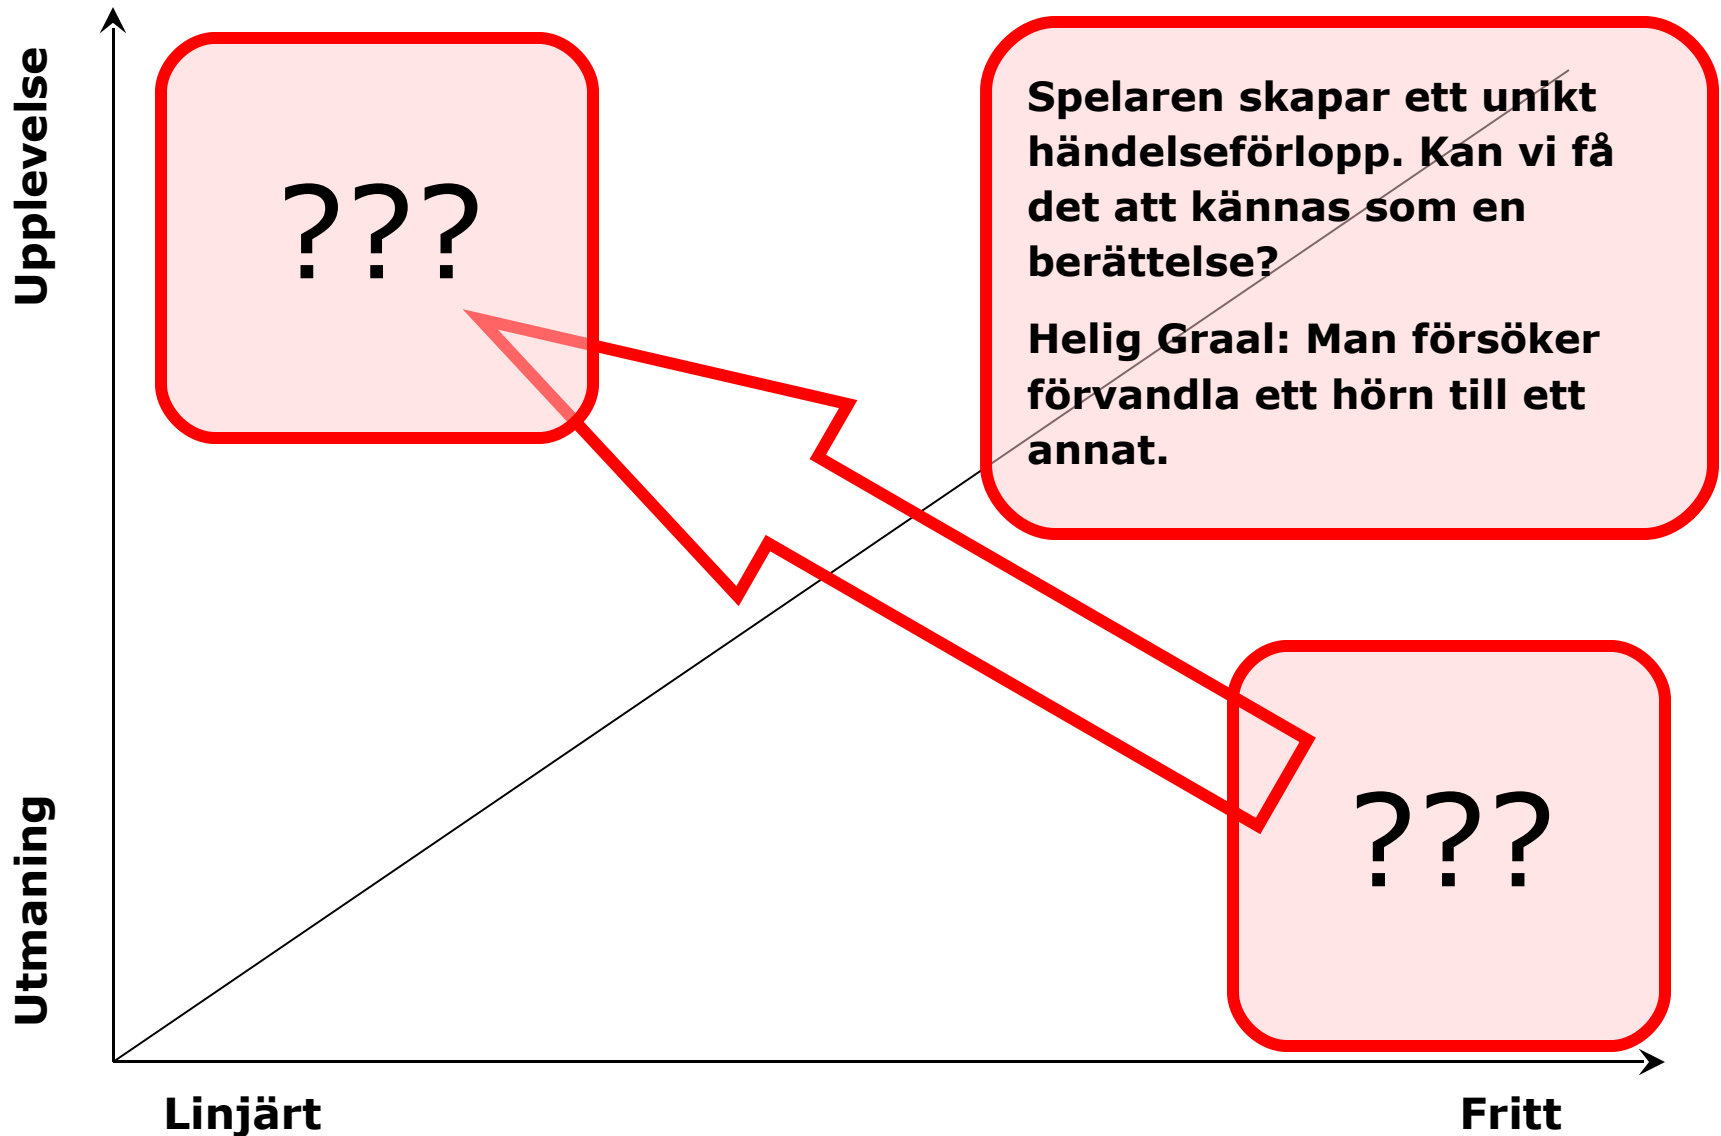 Upplevelse
???
Spelaren skapar ett unikt
händelseförlopp. Kan vi få
det att kännas som en
berättelse?
Helig Graal: Man försöker
förvandla ett hörn till ett
annat.
Utmaning
???
Linjärt
Fritt